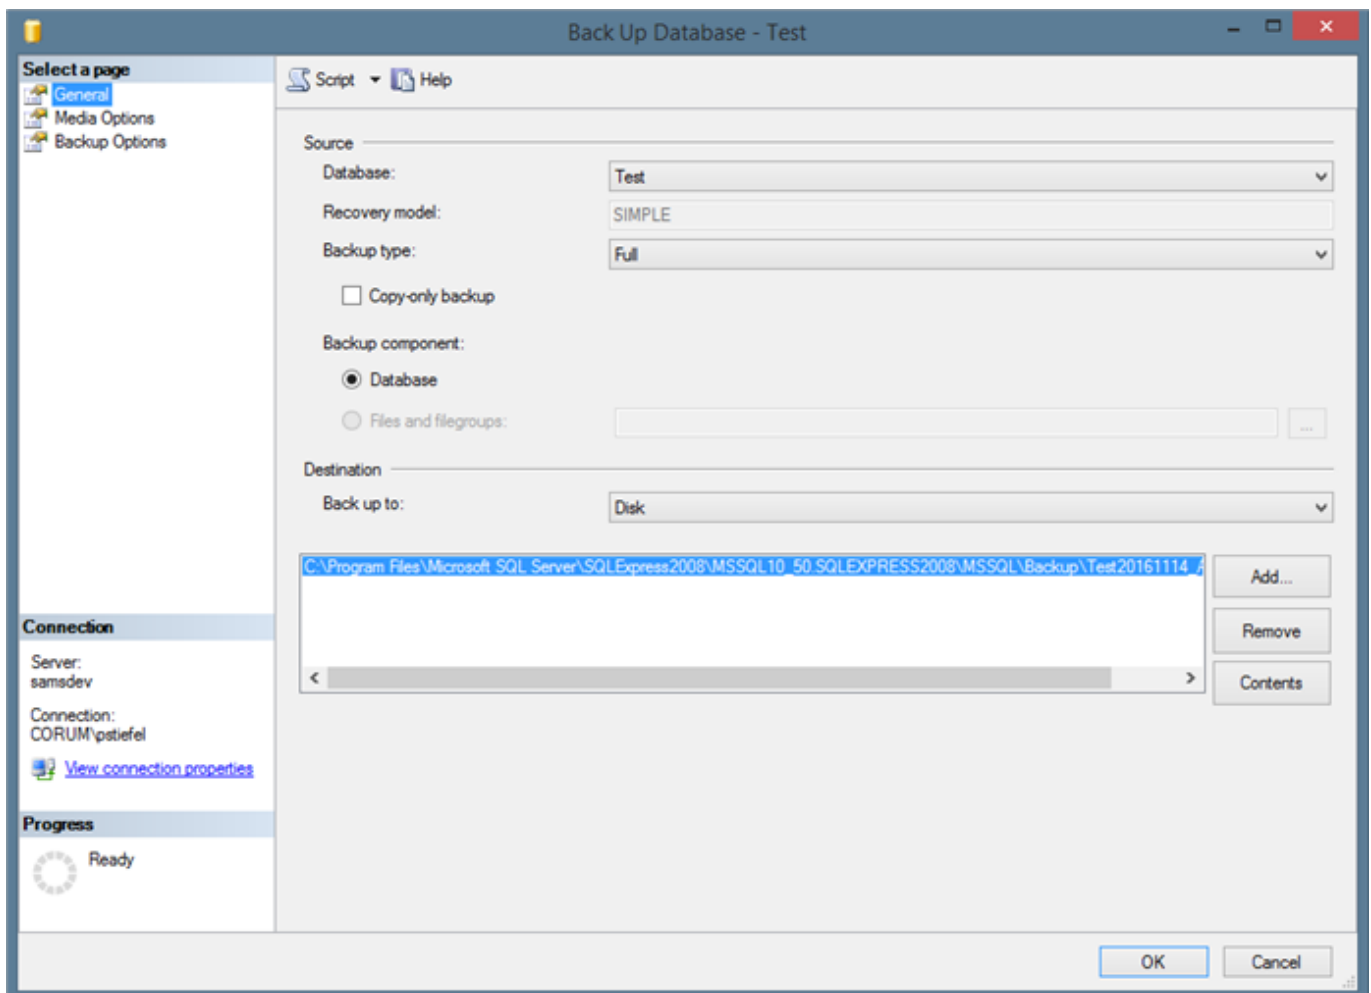 Back Up Database - Test
Select a page
General
Media Options
Backup Options
Script
Help
Source
Database:
Test
Recovery model:
SIMPLE
Backup type:
Full
Copy-only backup
Backup component:
Database
Files and filegroups:
...
Destination
Back up to:
Disk
C:\Program Files\Microsoft SQL Server\SQLExpress2008\MSSQL10_50.SQLEXPRESS2008\MSSQL\Backup\Test20161114_
Add...
Remove
Contents
Connection
Server:
samsdev
Connection:
CORUM\pstiefel
View connection properties
Progress
Ready
OK
Cancel